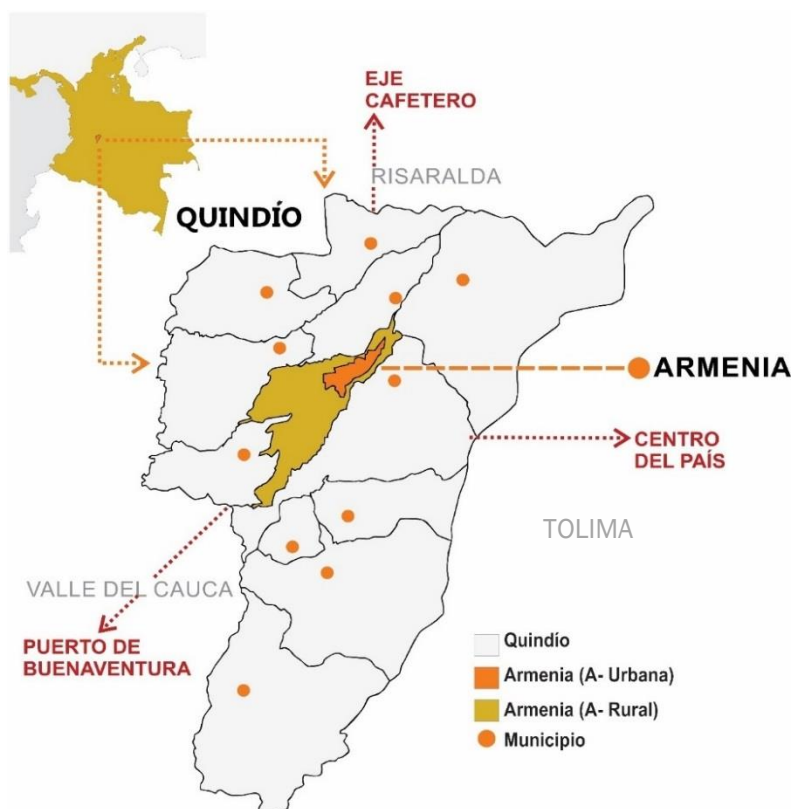 EJE
CAFETERO
RISARALDA
QUINDÍO
ARMENIA
CENTRO
DEL PAÍS
TOLIMA
VALLE DEL CAUCA
PUERTO DE
BUENAVENTURA
Quindío
Armenia (A- Urbana)
Armenia (A- Rural)
Municipio